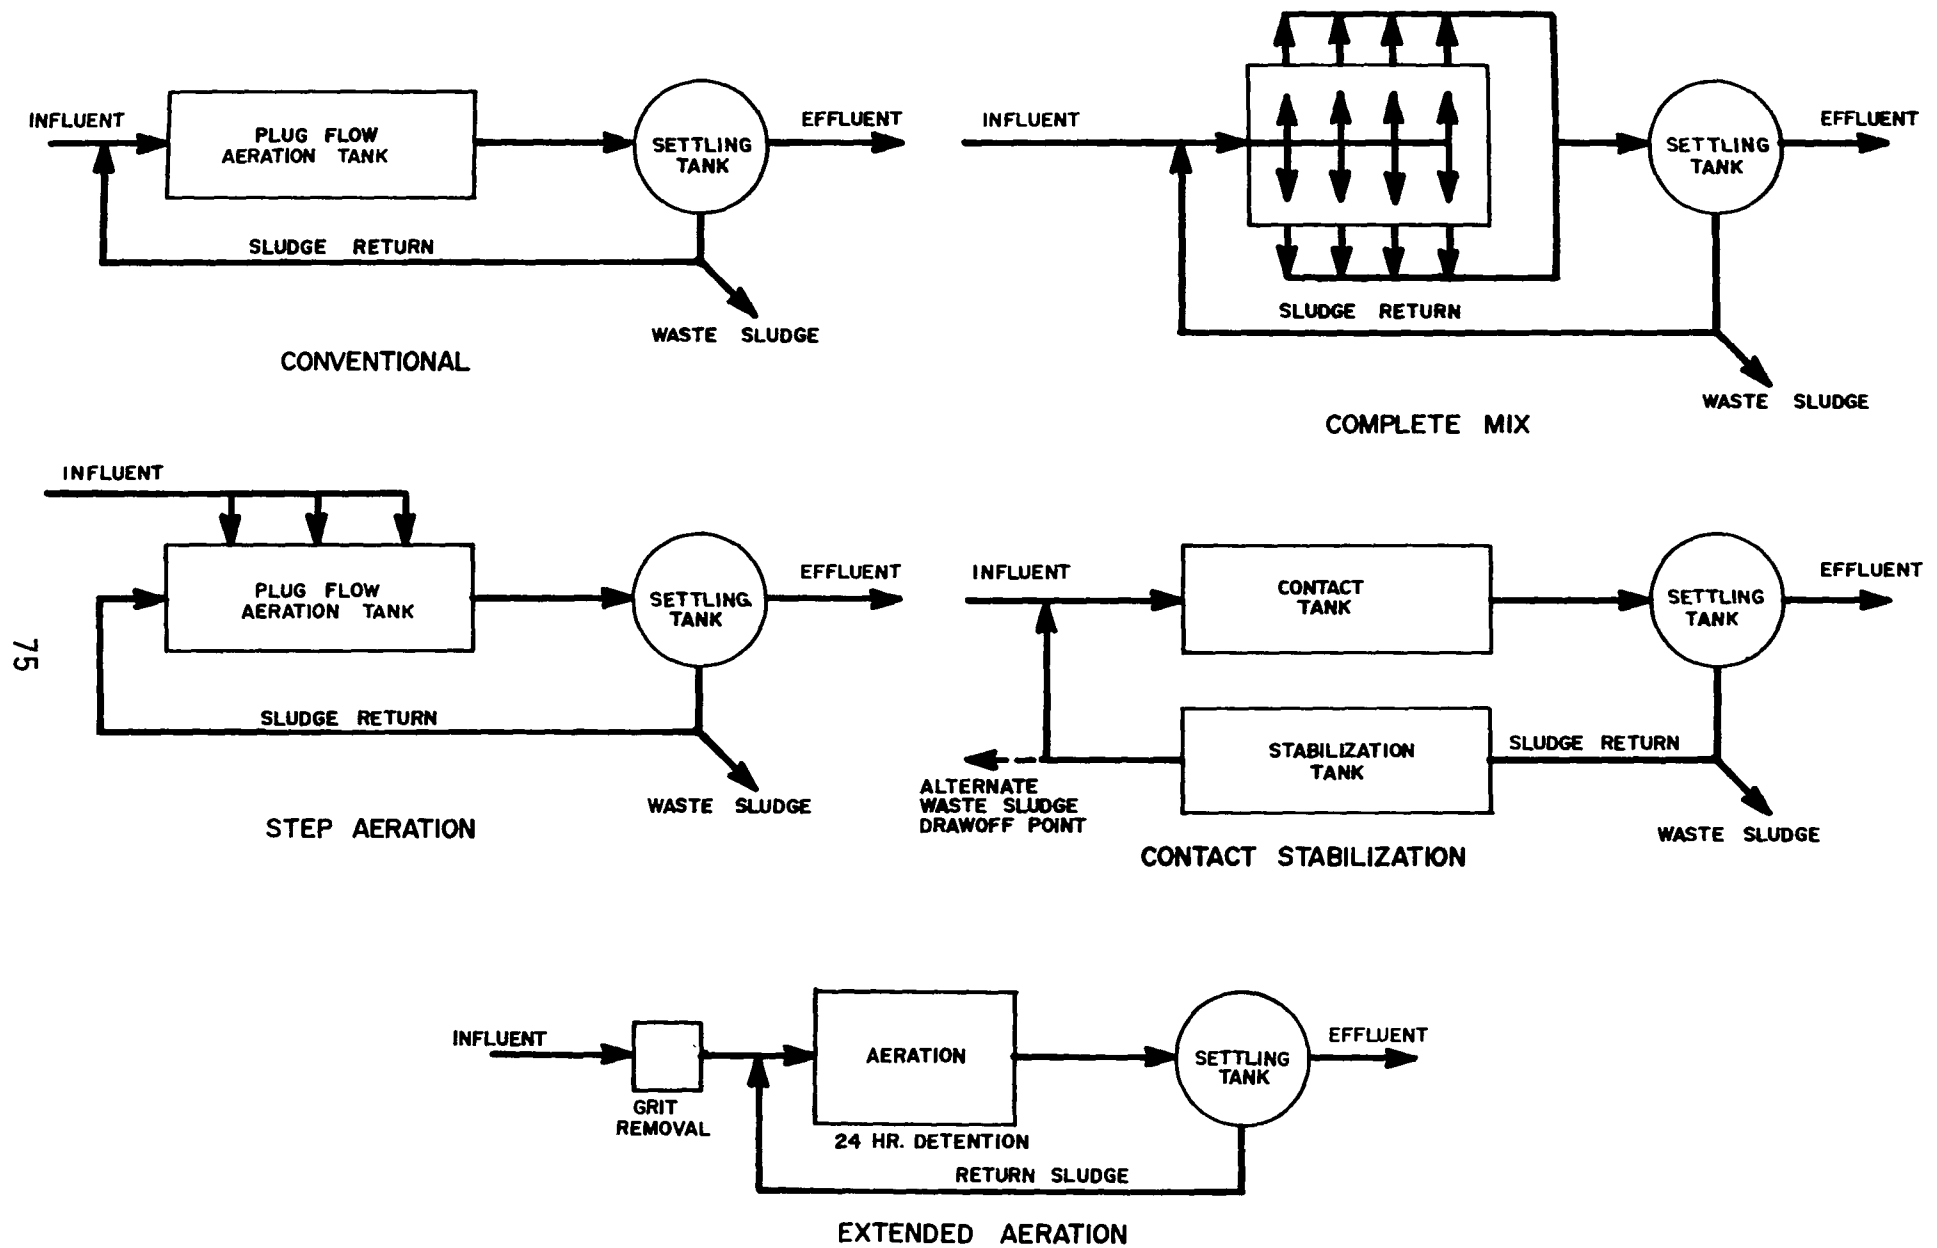 INFLUENT
PLUG FLOW
AERATION TANK
SETTLING
TANK
EFFLUENT
SLUDGE RETURN
WASTE SLUDGE
CONVENTIONAL
INFLUENT
SETTLING
TANK
EFFLUENT
SLUDGE RETURN
WASTE SLUDGE
COMPLETE MIX
INFLUENT
PLUG FLOW
AERATION TANK
SETTLING
TANK
EFFLUENT
SLUDGE RETURN
WASTE SLUDGE
STEP AERATION
INFLUENT
CONTACT
TANK
SETTLING
TANK
EFFLUENT
STABILIZATION
TANK
SLUDGE RETURN
ALTERNATE
WASTE SLUDGE
DRAWOFF POINT
WASTE SLUDGE
CONTACT STABILIZATION
75
INFLUENT
GRIT
REMOVAL
AERATION
24 HR. DETENTION
SETTLING
TANK
EFFLUENT
RETURN SLUDGE
EXTENDED AERATION